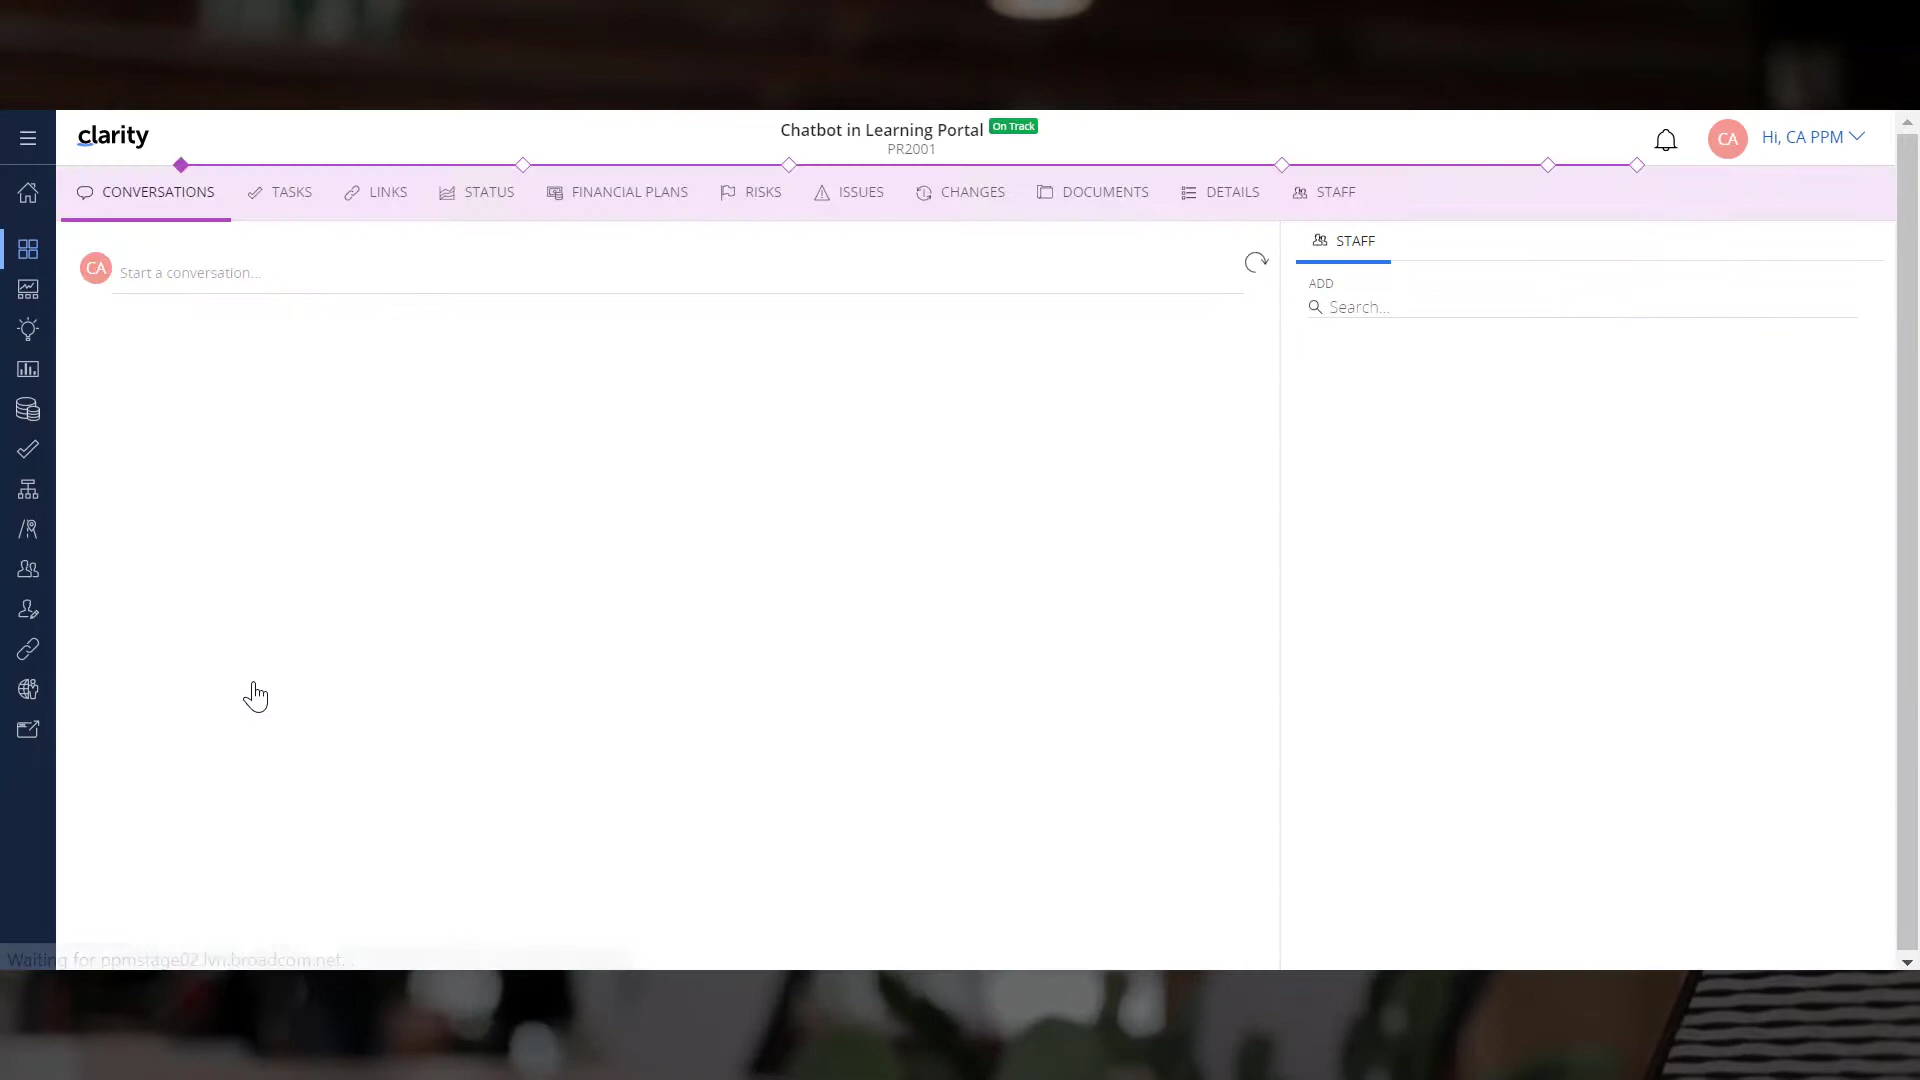 clarity
Chatbot in Learning Portal On Track
PR2001
CA Hi, CA PPM
CONVERSATIONS TASKS LINKS STATUS FINANCIAL PLANS RISKS ISSUES CHANGES DOCUMENTS DETAILS STAFF
CA Start a conversation...
STAFF
ADD
Search...
Waiting for ppmstage02.lvn.broadcom.net...